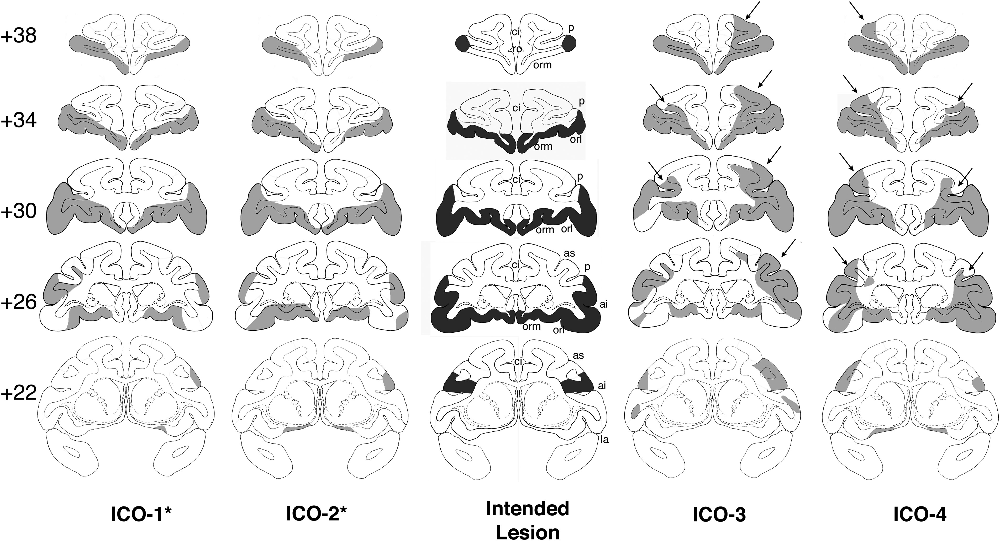 +38
ci
p
ro
orm
+34
ci
p
orl
orm
+30
ci
p
orm
orl
+26
as
ci
p
ai
orm
orl
+22
as
ci
ai
la
ICO-1*
ICO-2*
Intended
Lesion
ICO-3
ICO-4